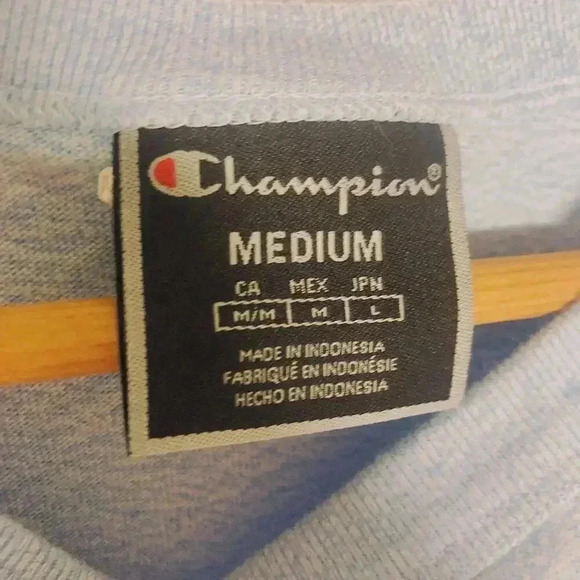 Champion®
MEDIUM
CA MEX JPN
M/M M L
MADE IN INDONESIA
FABRIQUÉ EN INDONÉSIE
HECHO EN INDONESIA